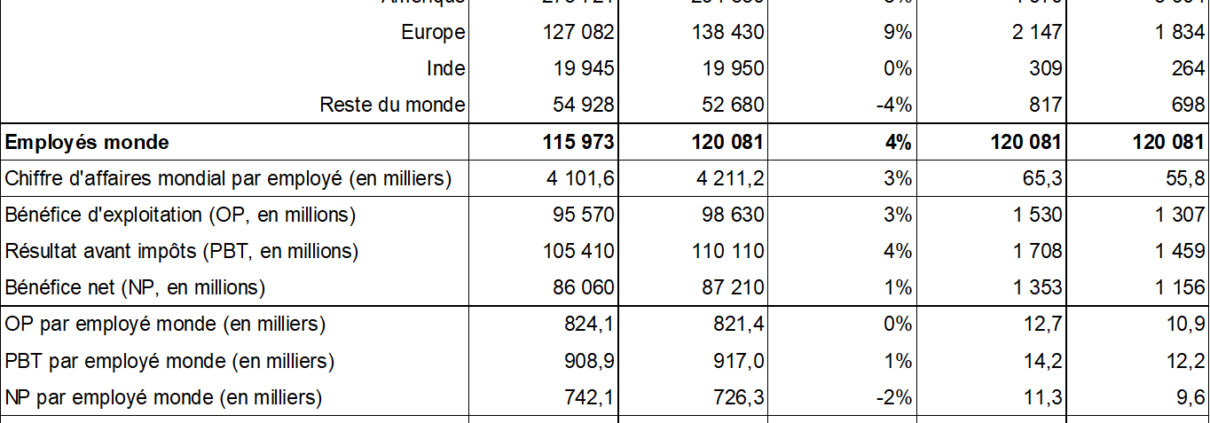 Europe 127 082 138 430 9% 2 147 1 834
Inde 19 945 19 950 0% 309 264
Reste du monde 54 928 52 680 -4% 817 698
Employés monde 115 973 120 081 4% 120 081 120 081
Chiffre d'affaires mondial par employé (en milliers) 4 101,6 4 211,2 3% 65,3 55,8
Bénéfice d'exploitation (OP, en millions) 95 570 98 630 3% 1 530 1 307
Résultat avant impôts (PBT, en millions) 105 410 110 110 4% 1 708 1 459
Bénéfice net (NP, en millions) 86 060 87 210 1% 1 353 1 156
OP par employé monde (en milliers) 824,1 821,4 0% 12,7 10,9
PBT par employé monde (en milliers) 908,9 917,0 1% 14,2 12,2
NP par employé monde (en milliers) 742,1 726,3 -2% 11,3 9,6